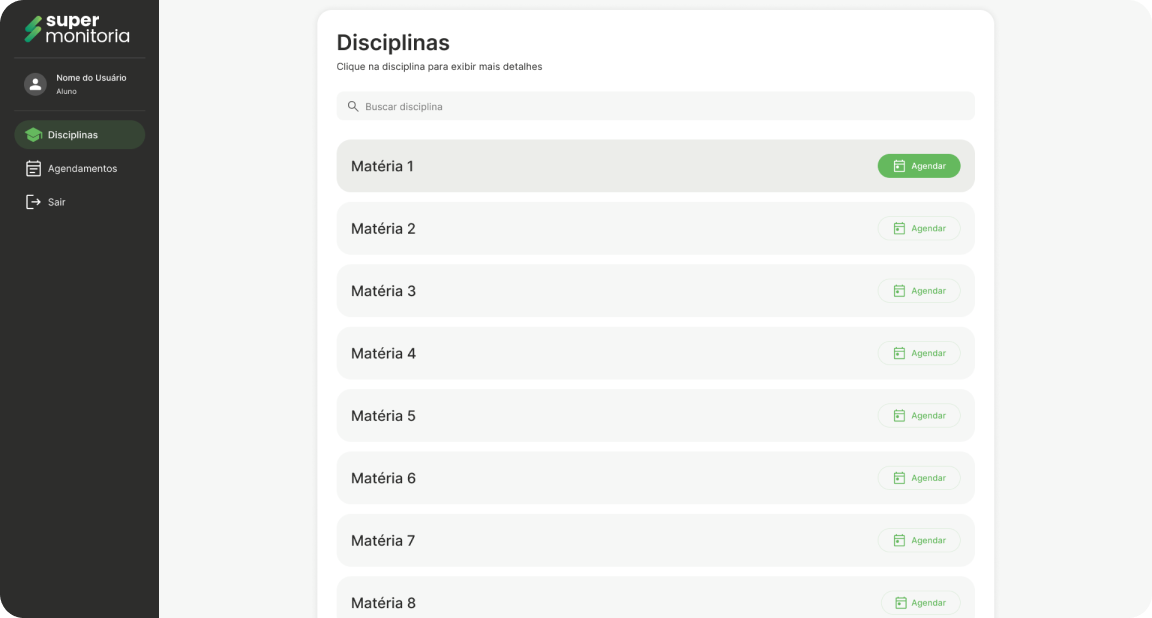 super
monitoria
Nome do Usuário
Aluno
Disciplinas
Agendamentos
Sair
Disciplinas
Clique na disciplina para exibir mais detalhes
Buscar disciplina
Matéria 1
Agendar
Matéria 2
Agendar
Matéria 3
Agendar
Matéria 4
Agendar
Matéria 5
Agendar
Matéria 6
Agendar
Matéria 7
Agendar
Matéria 8
Agendar